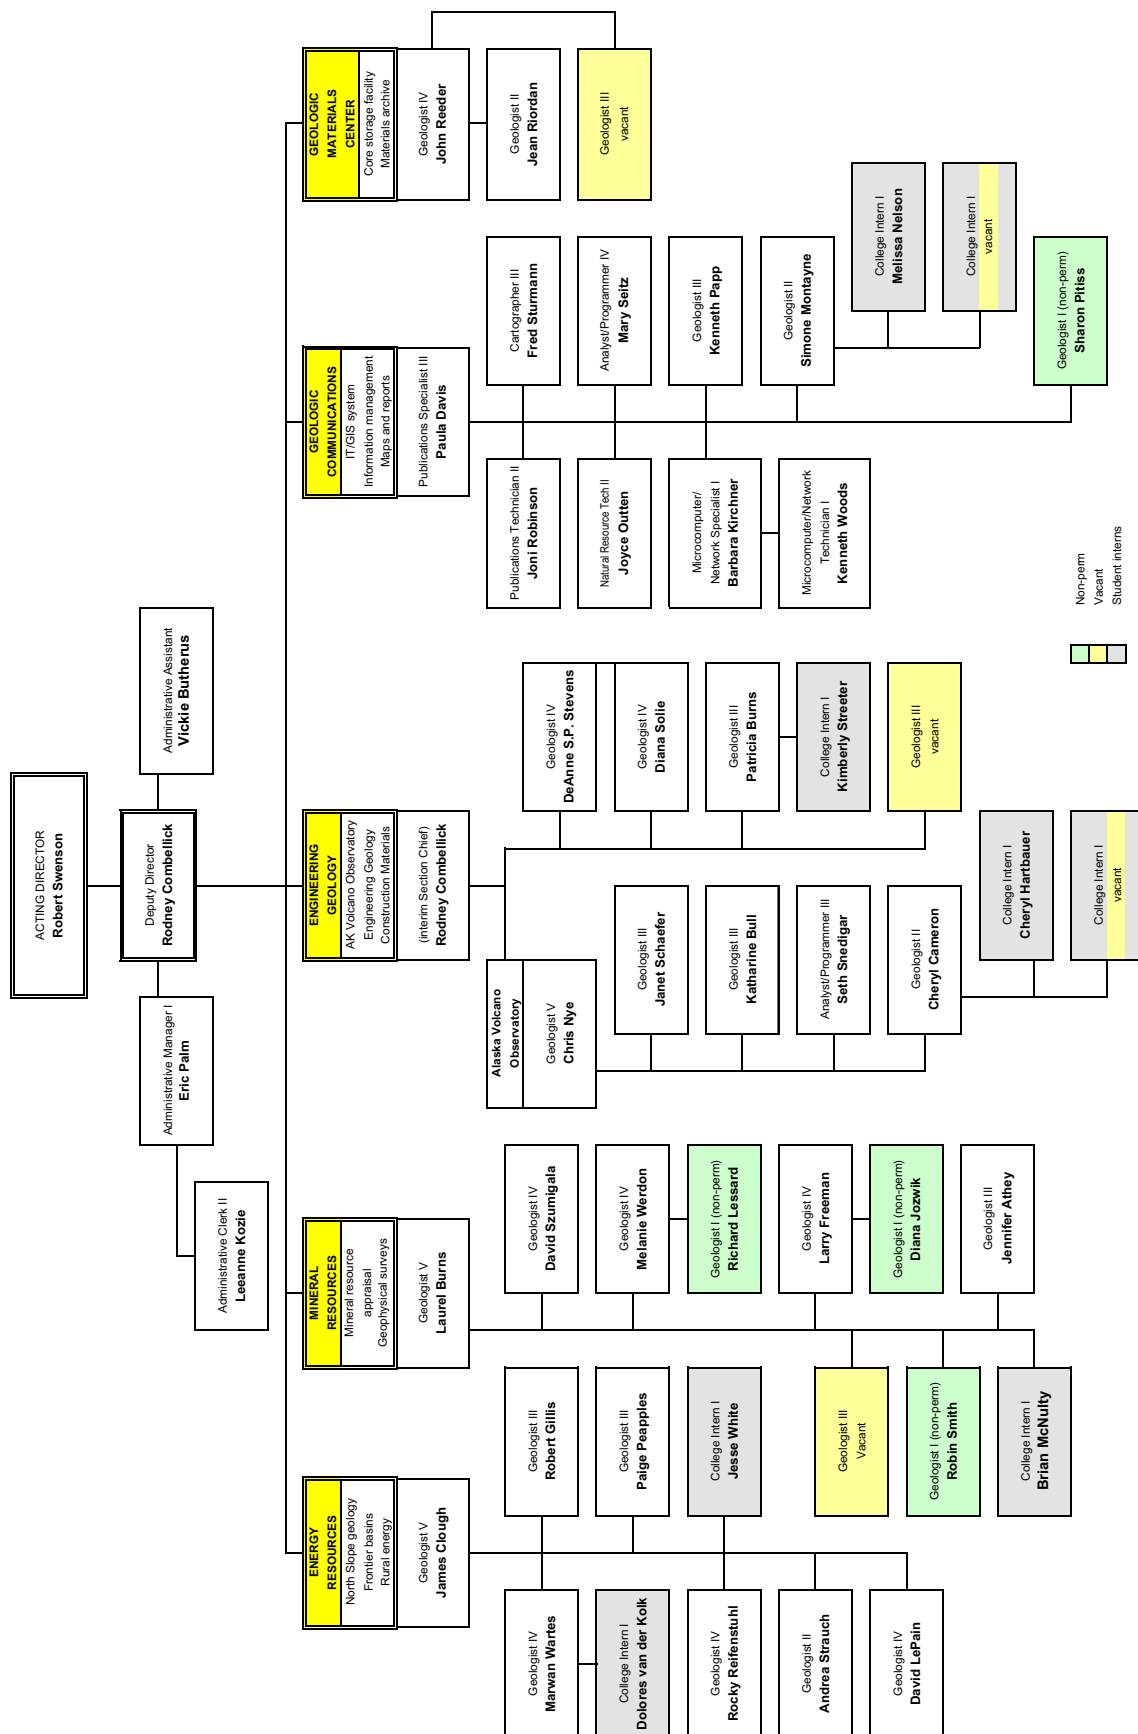 ACTING DIRECTOR
Robert Swenson
Deputy Director
Rodney Combellick
Administrative Assistant
Vickie Butherus
Administrative Manager I
Eric Palm
Administrative Clerk II
Leeanne Kozie
ENERGY
RESOURCES
North Slope geology
Frontier basins
Rural energy
Geologist V
James Clough
Geologist IV
Marwan Wartes
Geologist III
Robert Gillis
College Intern I
Dolores van der Kolk
Geologist III
Paige Peapples
Geologist IV
Rocky Reifenstuhl
College Intern I
Jesse White
Geologist II
Andrea Strauch
Geologist IV
David LePain
MINERAL
RESOURCES
Mineral resource
appraisal
Geophysical surveys
Geologist V
Laurel Burns
Geologist IV
David Szumigala
Geologist IV
Melanie Werdon
Geologist I (non-perm)
Richard Lessard
Geologist IV
Larry Freeman
Geologist III
Vacant
Geologist I (non-perm)
Diana Jozwik
Geologist I (non-perm)
Robin Smith
Geologist III
Jennifer Athey
College Intern I
Brian McNulty
ENGINEERING
GEOLOGY
AK Volcano Observatory
Engineering Geology
Construction Materials
(interim Section Chief)
Rodney Combellick
Alaska Volcano
Observatory
Geologist V
Chris Nye
Geologist III
Janet Schaefer
Geologist III
Katharine Bull
Analyst/Programmer III
Seth Snedigar
Geologist II
Cheryl Cameron
College Intern I
Cheryl Hartbauer
College Intern I
vacant
Geologist IV
DeAnne S.P. Stevens
Geologist IV
Diana Solie
Geologist III
Patricia Burns
College Intern I
Kimberly Streeter
Geologist III
vacant
GEOLOGIC
COMMUNICATIONS
IT/GIS system
Information management
Maps and reports
Publications Specialist III
Paula Davis
Publications Technician II
Joni Robinson
Cartographer III
Fred Sturmann
Natural Resource Tech II
Joyce Outten
Analyst/Programmer IV
Mary Seitz
Microcomputer/
Network Specialist I
Barbara Kirchner
Geologist III
Kenneth Papp
Microcomputer/Network
Technician I
Kenneth Woods
Geologist II
Simone Montayne
College Intern I
Melissa Nelson
College Intern I
vacant
Geologist I (non-perm)
Sharon Pitiss
GEOLOGIC
MATERIALS
CENTER
Core storage facility
Materials archive
Geologist IV
John Reeder
Geologist II
Jean Riordan
Geologist III
vacant
Non-perm
Vacant
Student interns